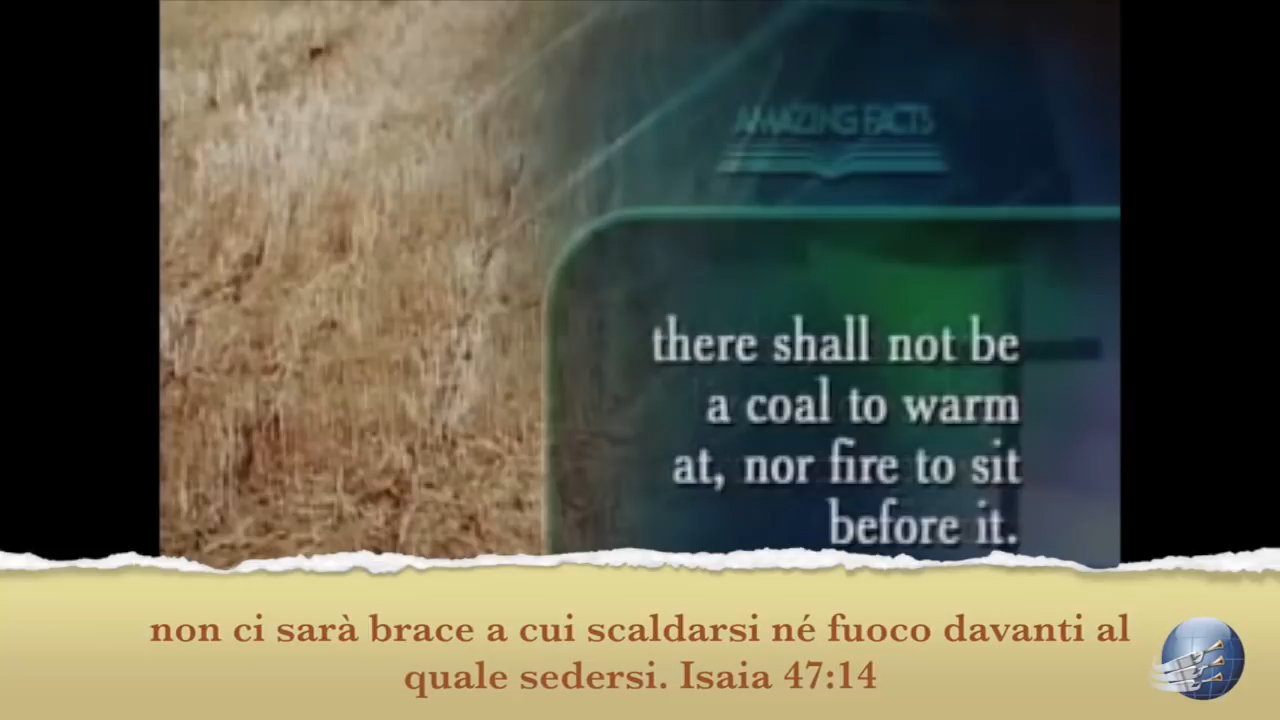 AMAZING FACTS
there shall not be
a coal to warm
at, nor fire to sit
before it.
non ci sarà brace a cui scaldarsi né fuoco davanti al
quale sedersi. Isaia 47:14